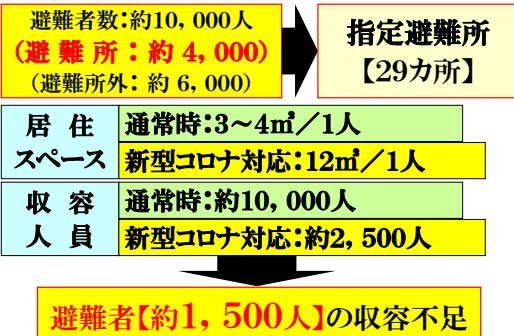 避難者数：約10，000人
（避難所：約4，000）
（避難所外：約6，000）
指定避難所
【29カ所】
居住
スペース
通常時：3～4㎡／1人
新型コロナ対応：12㎡／1人
収容
人員
通常時：約10，000人
新型コロナ対応：約2，500人
避難者【約1，500人】の収容不足